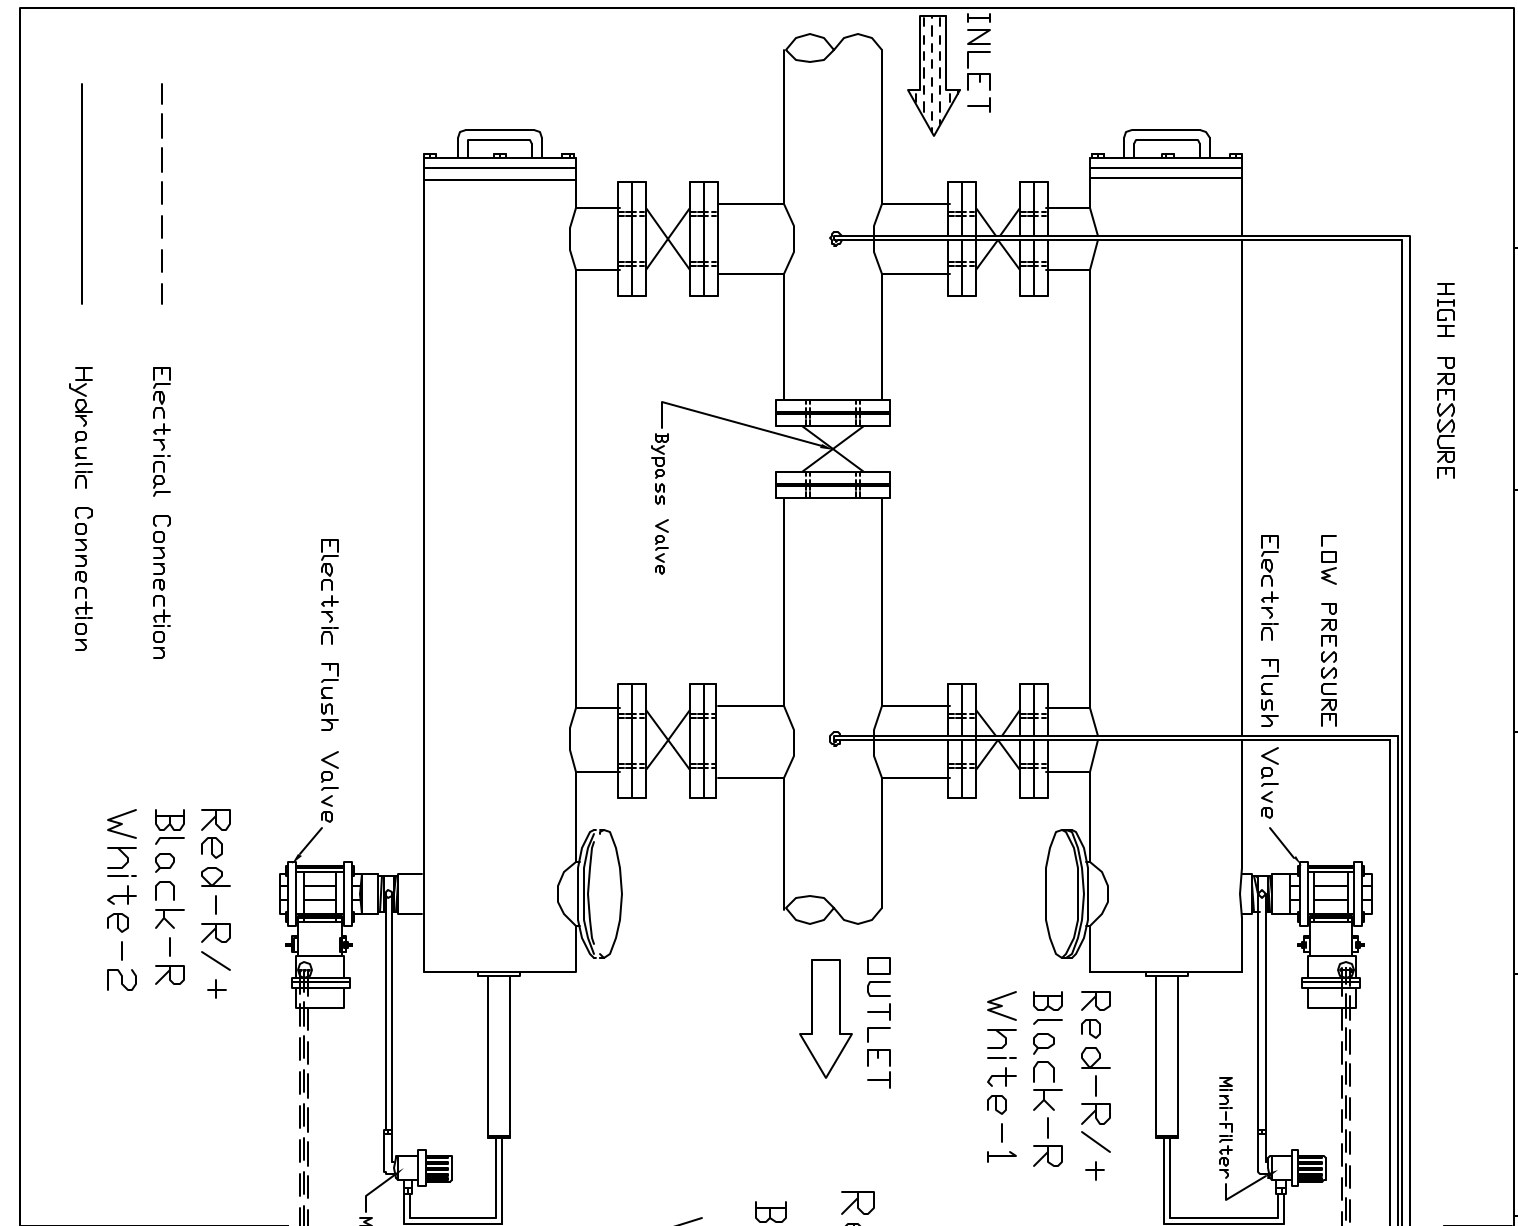 INLET
HIGH PRESSURE
LOW PRESSURE
Electric Flush Valve
Mini-Filter
Red-R/+
Black-R
White-1
OUTLET
Bypass Valve
Electric Flush Valve
Red-R/+
Black-R
White-2
Electrical Connection
Hydraulic Connection